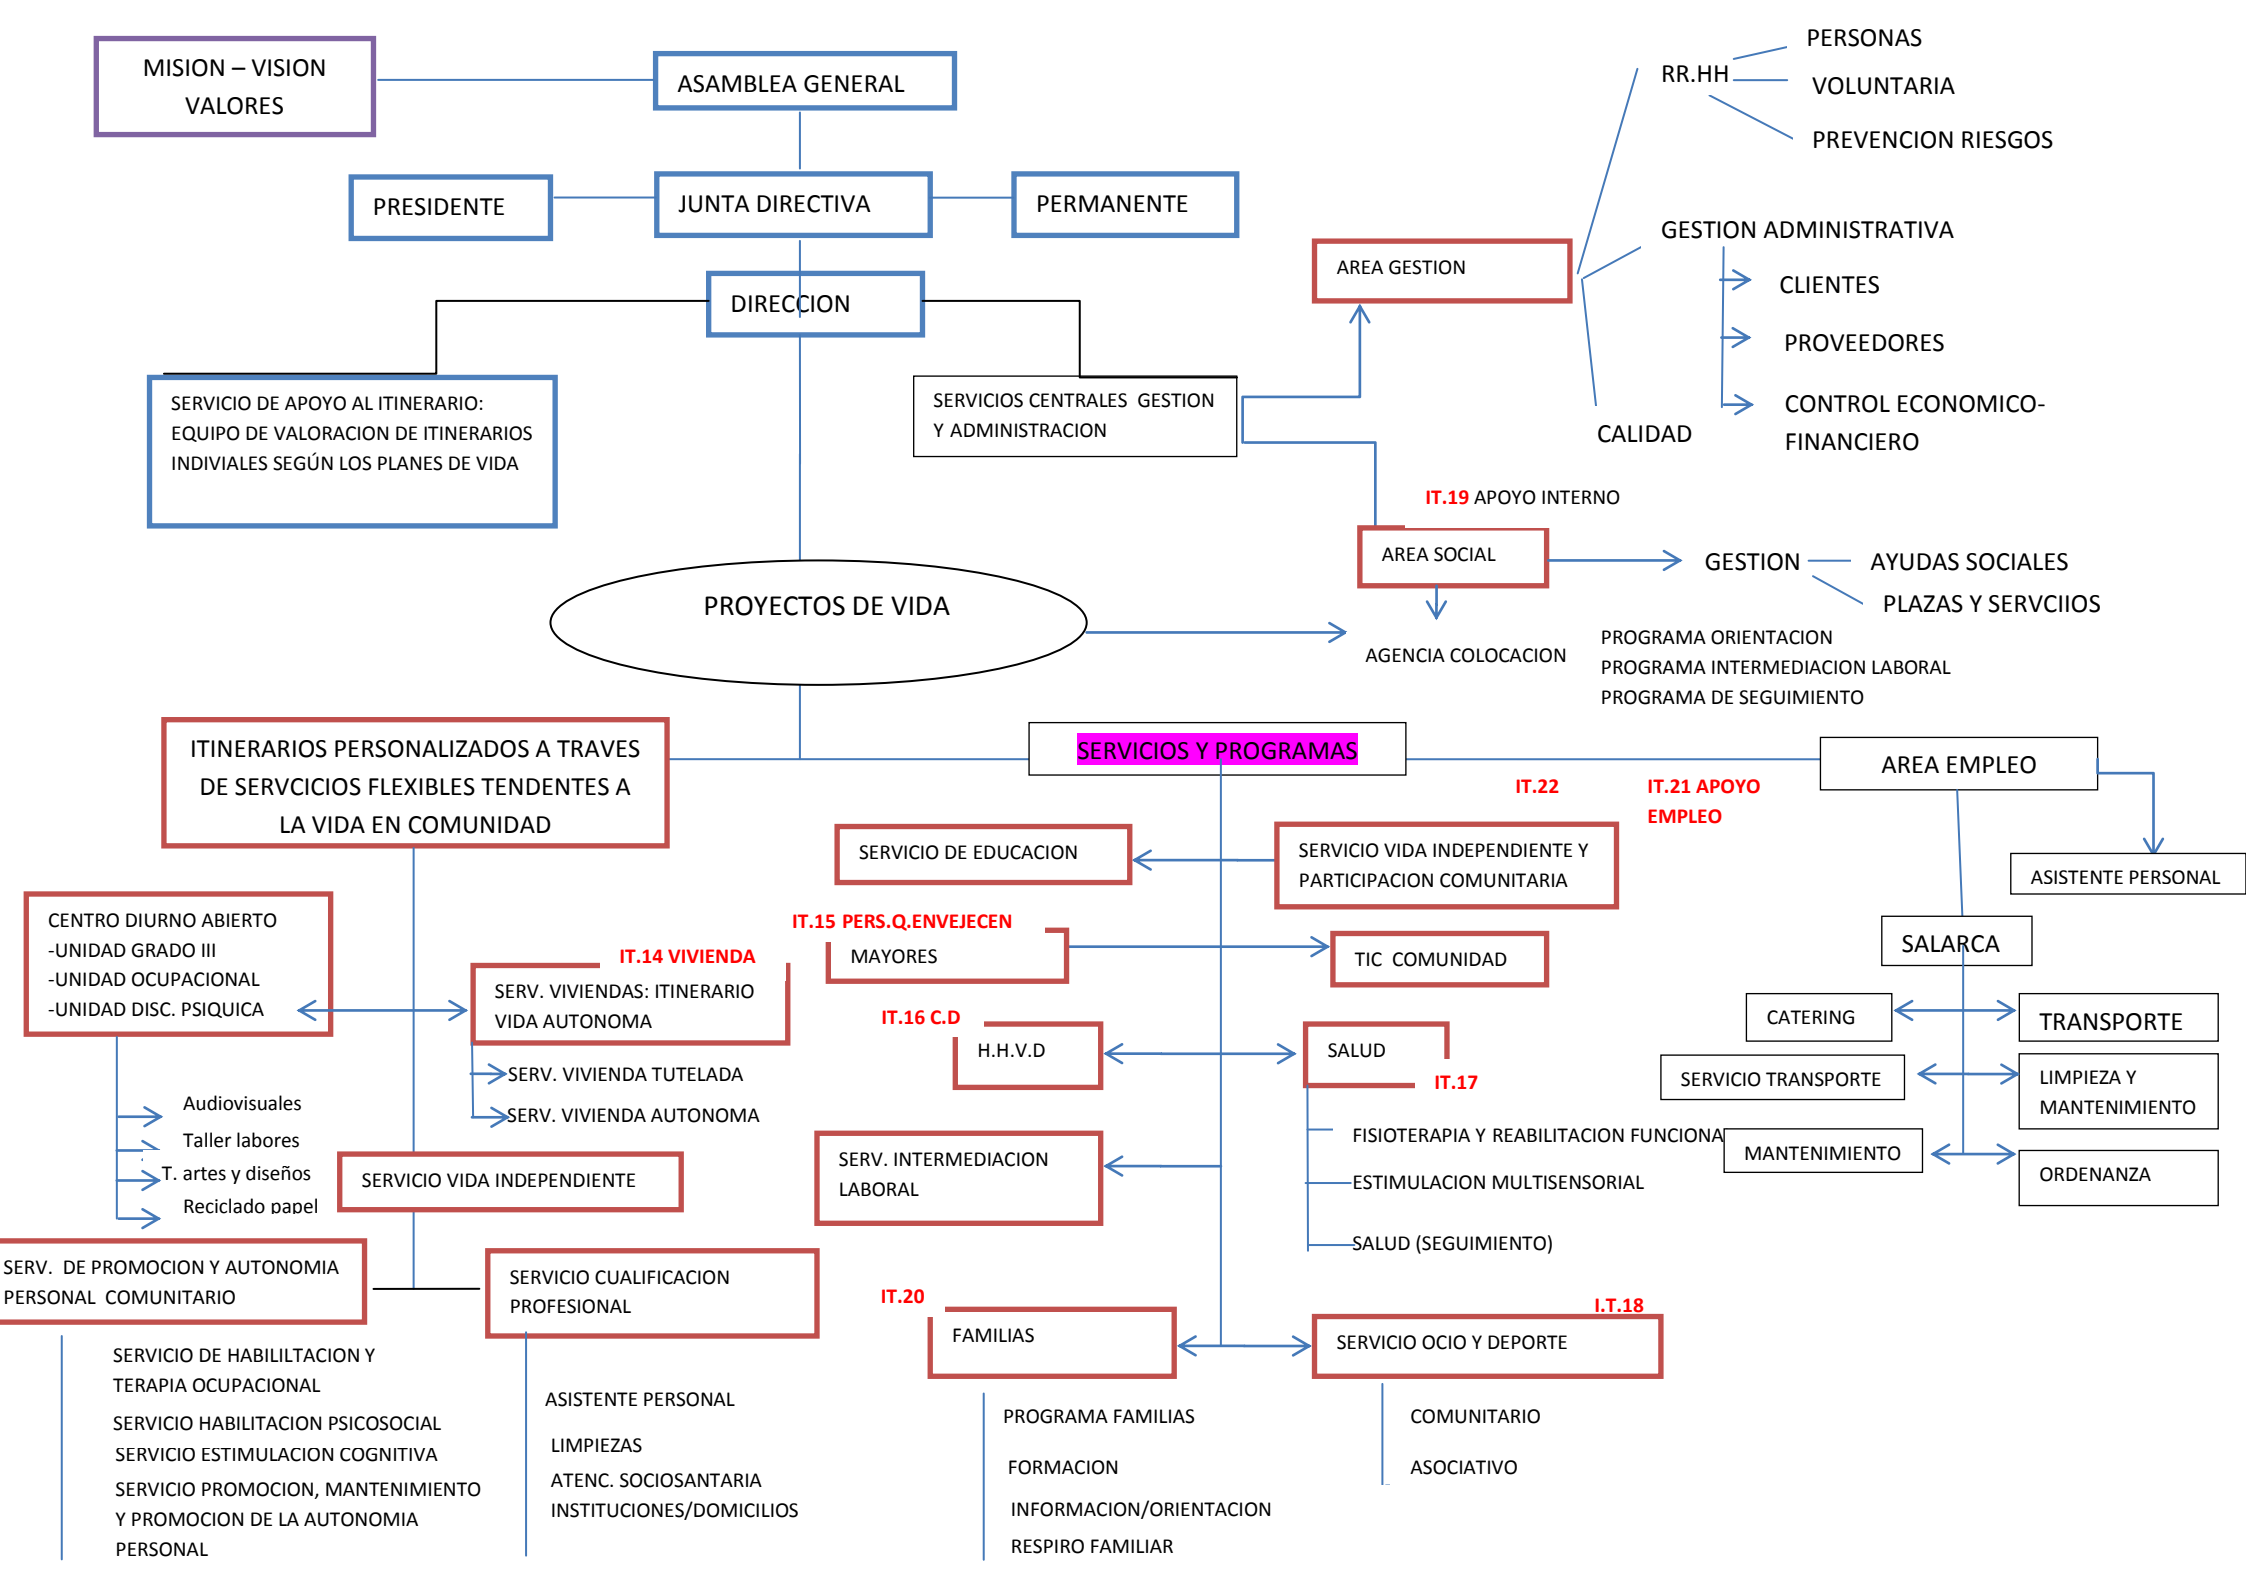 MISION – VISION
VALORES
ASAMBLEA GENERAL
PRESIDENTE
JUNTA DIRECTIVA
PERMANENTE
DIRECCION
SERVICIO DE APOYO AL ITINERARIO:
EQUIPO DE VALORACION DE ITINERARIOS
INDIVIALES SEGÚN LOS PLANES DE VIDA
SERVICIOS CENTRALES GESTION
Y ADMINISTRACION
AREA GESTION
RR.HH
PERSONAS
VOLUNTARIA
PREVENCION RIESGOS
GESTION ADMINISTRATIVA
CLIENTES
PROVEEDORES
CONTROL ECONOMICO-
FINANCIERO
CALIDAD
IT.19 APOYO INTERNO
AREA SOCIAL
GESTION
AYUDAS SOCIALES
PLAZAS Y SERVCIIOS
PROYECTOS DE VIDA
AGENCIA COLOCACION
PROGRAMA ORIENTACION
PROGRAMA INTERMEDIACION LABORAL
PROGRAMA DE SEGUIMIENTO
ITINERARIOS PERSONALIZADOS A TRAVES
DE SERVCICIOS FLEXIBLES TENDENTES A
LA VIDA EN COMUNIDAD
SERVICIOS Y PROGRAMAS
AREA EMPLEO
IT.22
IT.21 APOYO
EMPLEO
ASISTENTE PERSONAL
SERVICIO DE EDUCACION
SERVICIO VIDA INDEPENDIENTE Y
PARTICIPACION COMUNITARIA
CENTRO DIURNO ABIERTO
-UNIDAD GRADO III
-UNIDAD OCUPACIONAL
-UNIDAD DISC. PSIQUICA
IT.14 VIVIENDA
SERV. VIVIENDAS: ITINERARIO
VIDA AUTONOMA
SERV. VIVIENDA TUTELADA
SERV. VIVIENDA AUTONOMA
IT.15 PERS.Q.ENVEJECEN
MAYORES
TIC COMUNIDAD
SALARCA
CATERING
TRANSPORTE
SERVICIO TRANSPORTE
LIMPIEZA Y
MANTENIMIENTO
MANTENIMIENTO
ORDENANZA
IT.16 C.D
H.H.V.D
SALUD
IT.17
Audiovisuales
Taller labores
T. artes y diseños
Reciclado papel
SERVICIO VIDA INDEPENDIENTE
SERV. INTERMEDIACION
LABORAL
FISIOTERAPIA Y REABILITACION FUNCIONA
ESTIMULACION MULTISENSORIAL
SALUD (SEGUIMIENTO)
SERV. DE PROMOCION Y AUTONOMIA
PERSONAL COMUNITARIO
SERVICIO CUALIFICACION
PROFESIONAL
IT.20
FAMILIAS
I.T.18
SERVICIO OCIO Y DEPORTE
SERVICIO DE HABILILTACION Y
TERAPIA OCUPACIONAL
SERVICIO HABILITACION PSICOSOCIAL
SERVICIO ESTIMULACION COGNITIVA
SERVICIO PROMOCION, MANTENIMIENTO
Y PROMOCION DE LA AUTONOMIA
PERSONAL
ASISTENTE PERSONAL
LIMPIEZAS
ATENC. SOCIOSANTARIA
INSTITUCIONES/DOMICILIOS
PROGRAMA FAMILIAS
FORMACION
INFORMACION/ORIENTACION
RESPIRO FAMILIAR
COMUNITARIO
ASOCIATIVO